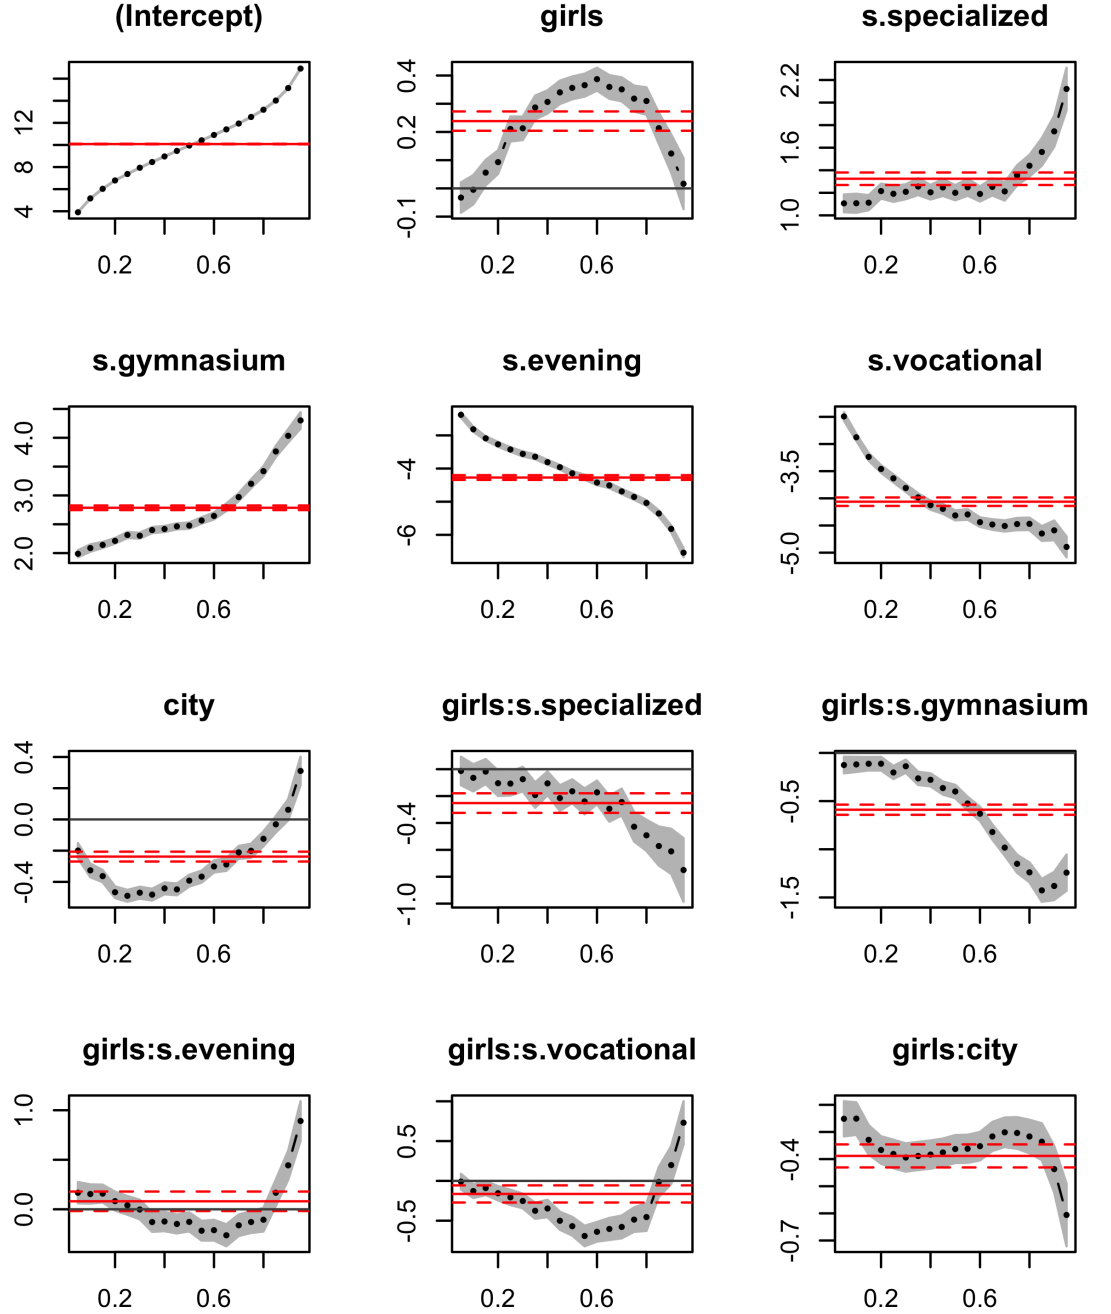 (Intercept)
girls
s.specialized
4 8 12
0.2 0.6
-0.1 0.2 0.4
0.2 0.6
1.0 1.6 2.2
0.2 0.6
s.gymnasium
s.evening
s.vocational
2.0 3.0 4.0
0.2 0.6
-6 -4
0.2 0.6
-5.0 -3.5
0.2 0.6
city
girls:s.specialized
girls:s.gymnasium
-0.4 0.0 0.4
0.2 0.6
-1.0 -0.4
0.2 0.6
-1.5 -0.5
0.2 0.6
girls:s.evening
girls:s.vocational
girls:city
0.0 1.0
0.2 0.6
-0.5 0.5
0.2 0.6
-0.7 -0.4
0.2 0.6